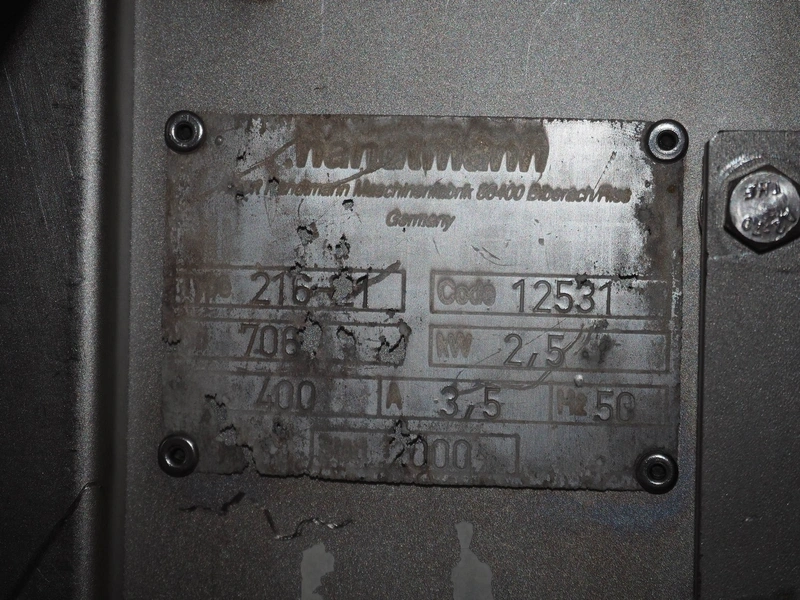 handtmann
Handtmann Maschinenfabrik 88400 Biberach/Riss
Germany
Type 216-21 Code 12531
kW 2,5
400 A 3,5 Hz 50
2000